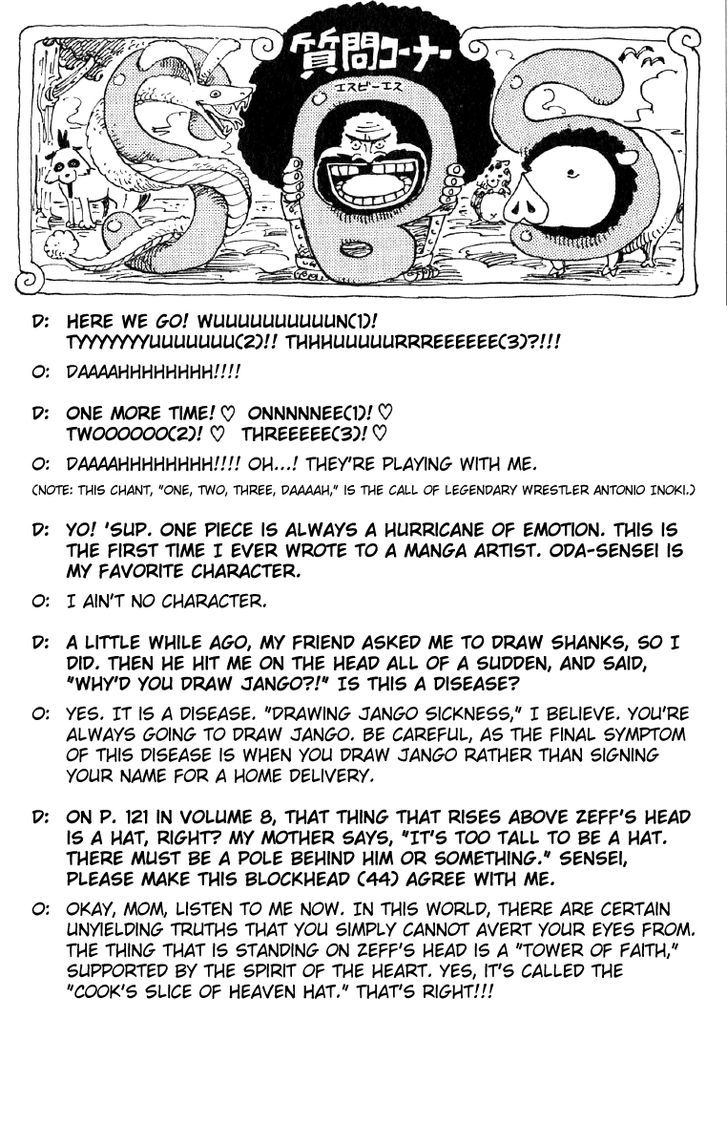 質問コーナー
エスビーエス
SBS
D: HERE WE GO! WUUUUUUUUUUN(1)!
TYYYYYYUUUUUUU(2)!! THHHUUUUURRREEEEEE(3)?!!!
O: DAAAAHHHHHHHH!!!!
D: ONE MORE TIME! ♡ ONNNNNEE(1)! ♡
TWOOOOOO(2)! ♡ THREEEEE(3)! ♡
O: DAAAAHHHHHHHH!!!! OH...! THEY'RE PLAYING WITH ME.
(NOTE: THIS CHANT, "ONE, TWO, THREE, DAAAAH," IS THE CALL OF LEGENDARY WRESTLER ANTONIO INOKI.)
D: YO! 'SUP. ONE PIECE IS ALWAYS A HURRICANE OF EMOTION. THIS IS
THE FIRST TIME I EVER WROTE TO A MANGA ARTIST. ODA-SENSEI IS
MY FAVORITE CHARACTER.
O: I AIN'T NO CHARACTER.
D: A LITTLE WHILE AGO, MY FRIEND ASKED ME TO DRAW SHANKS, SO I
DID. THEN HE HIT ME ON THE HEAD ALL OF A SUDDEN, AND SAID,
"WHY'D YOU DRAW JANGO?!" IS THIS A DISEASE?
O: YES. IT IS A DISEASE. "DRAWING JANGO SICKNESS," I BELIEVE. YOU'RE
ALWAYS GOING TO DRAW JANGO. BE CAREFUL, AS THE FINAL SYMPTOM
OF THIS DISEASE IS WHEN YOU DRAW JANGO RATHER THAN SIGNING
YOUR NAME FOR A HOME DELIVERY.
D: ON P. 121 IN VOLUME 8, THAT THING THAT RISES ABOVE ZEFF'S HEAD
IS A HAT, RIGHT? MY MOTHER SAYS, "IT'S TOO TALL TO BE A HAT.
THERE MUST BE A POLE BEHIND HIM OR SOMETHING." SENSEI,
PLEASE MAKE THIS BLOCKHEAD (44) AGREE WITH ME.
O: OKAY, MOM, LISTEN TO ME NOW. IN THIS WORLD, THERE ARE CERTAIN
UNYIELDING TRUTHS THAT YOU SIMPLY CANNOT AVERT YOUR EYES FROM.
THE THING THAT IS STANDING ON ZEFF'S HEAD IS A "TOWER OF FAITH,"
SUPPORTED BY THE SPIRIT OF THE HEART. YES, IT'S CALLED THE
"COOK'S SLICE OF HEAVEN HAT." THAT'S RIGHT!!!